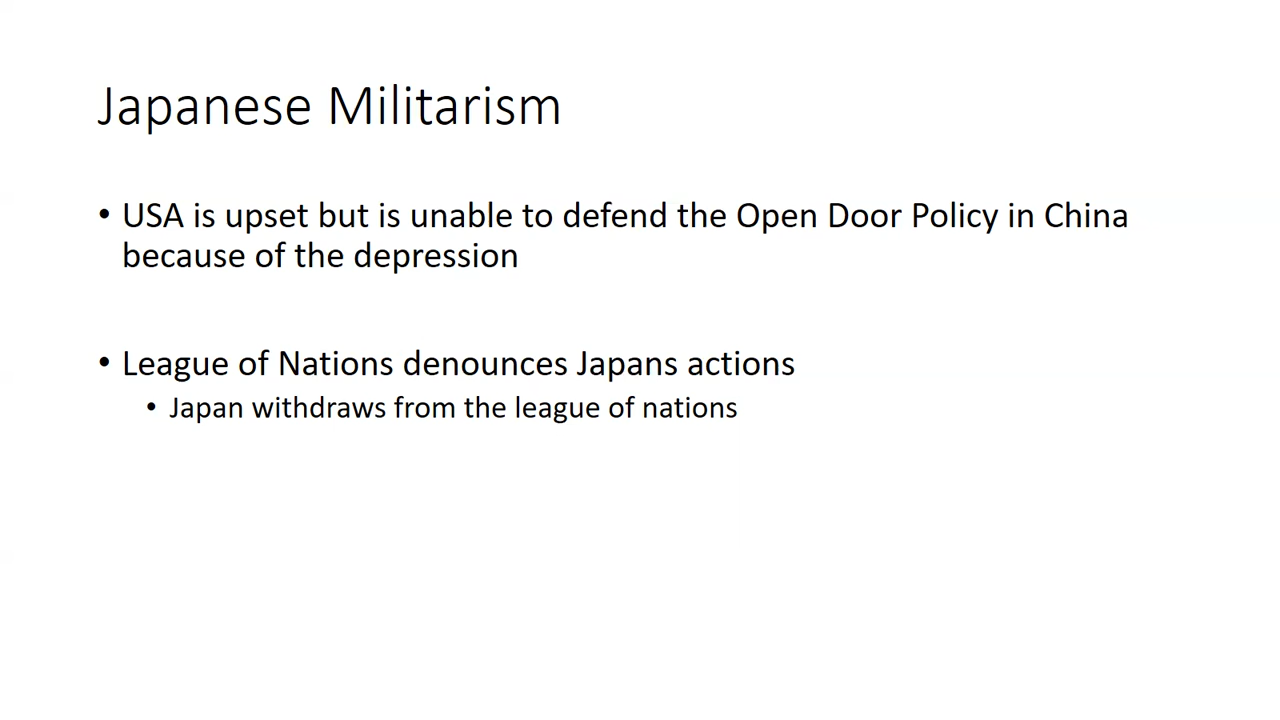 Japanese Militarism
• USA is upset but is unable to defend the Open Door Policy in China
because of the depression
• League of Nations denounces Japans actions
• Japan withdraws from the league of nations